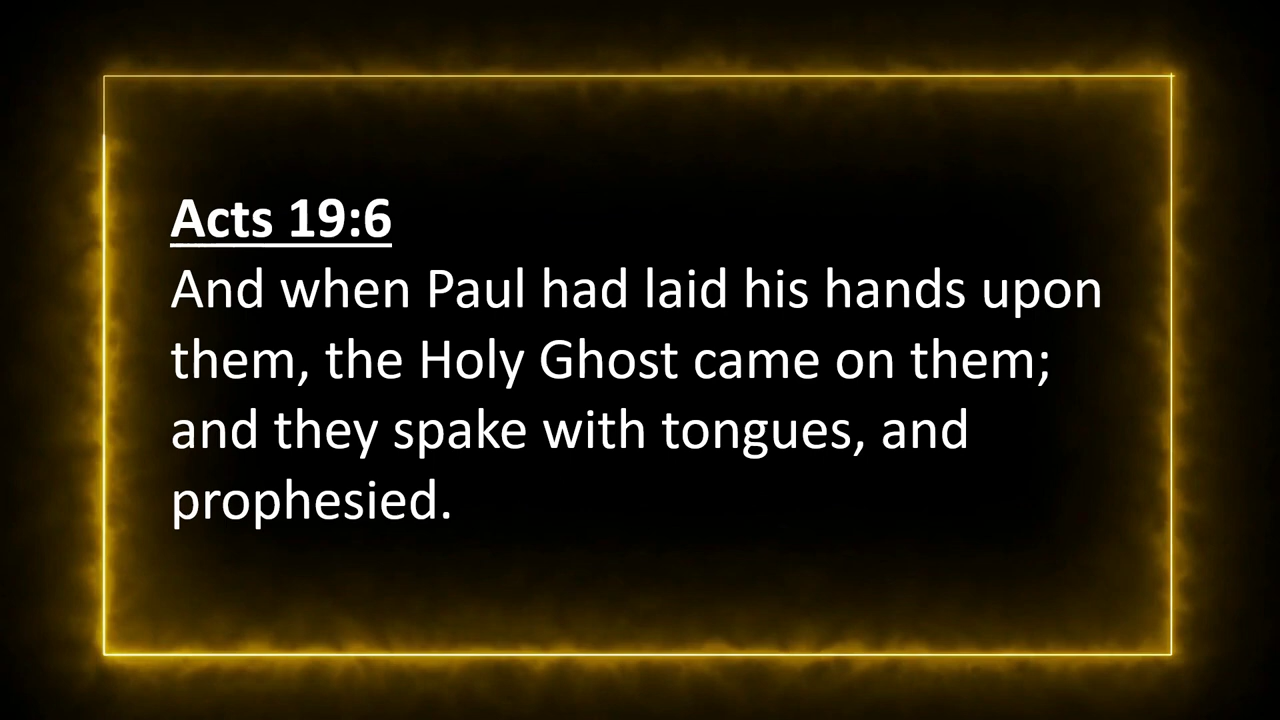 Acts 19:6
And when Paul had laid his hands upon
them, the Holy Ghost came on them;
and they spake with tongues, and
prophesied.